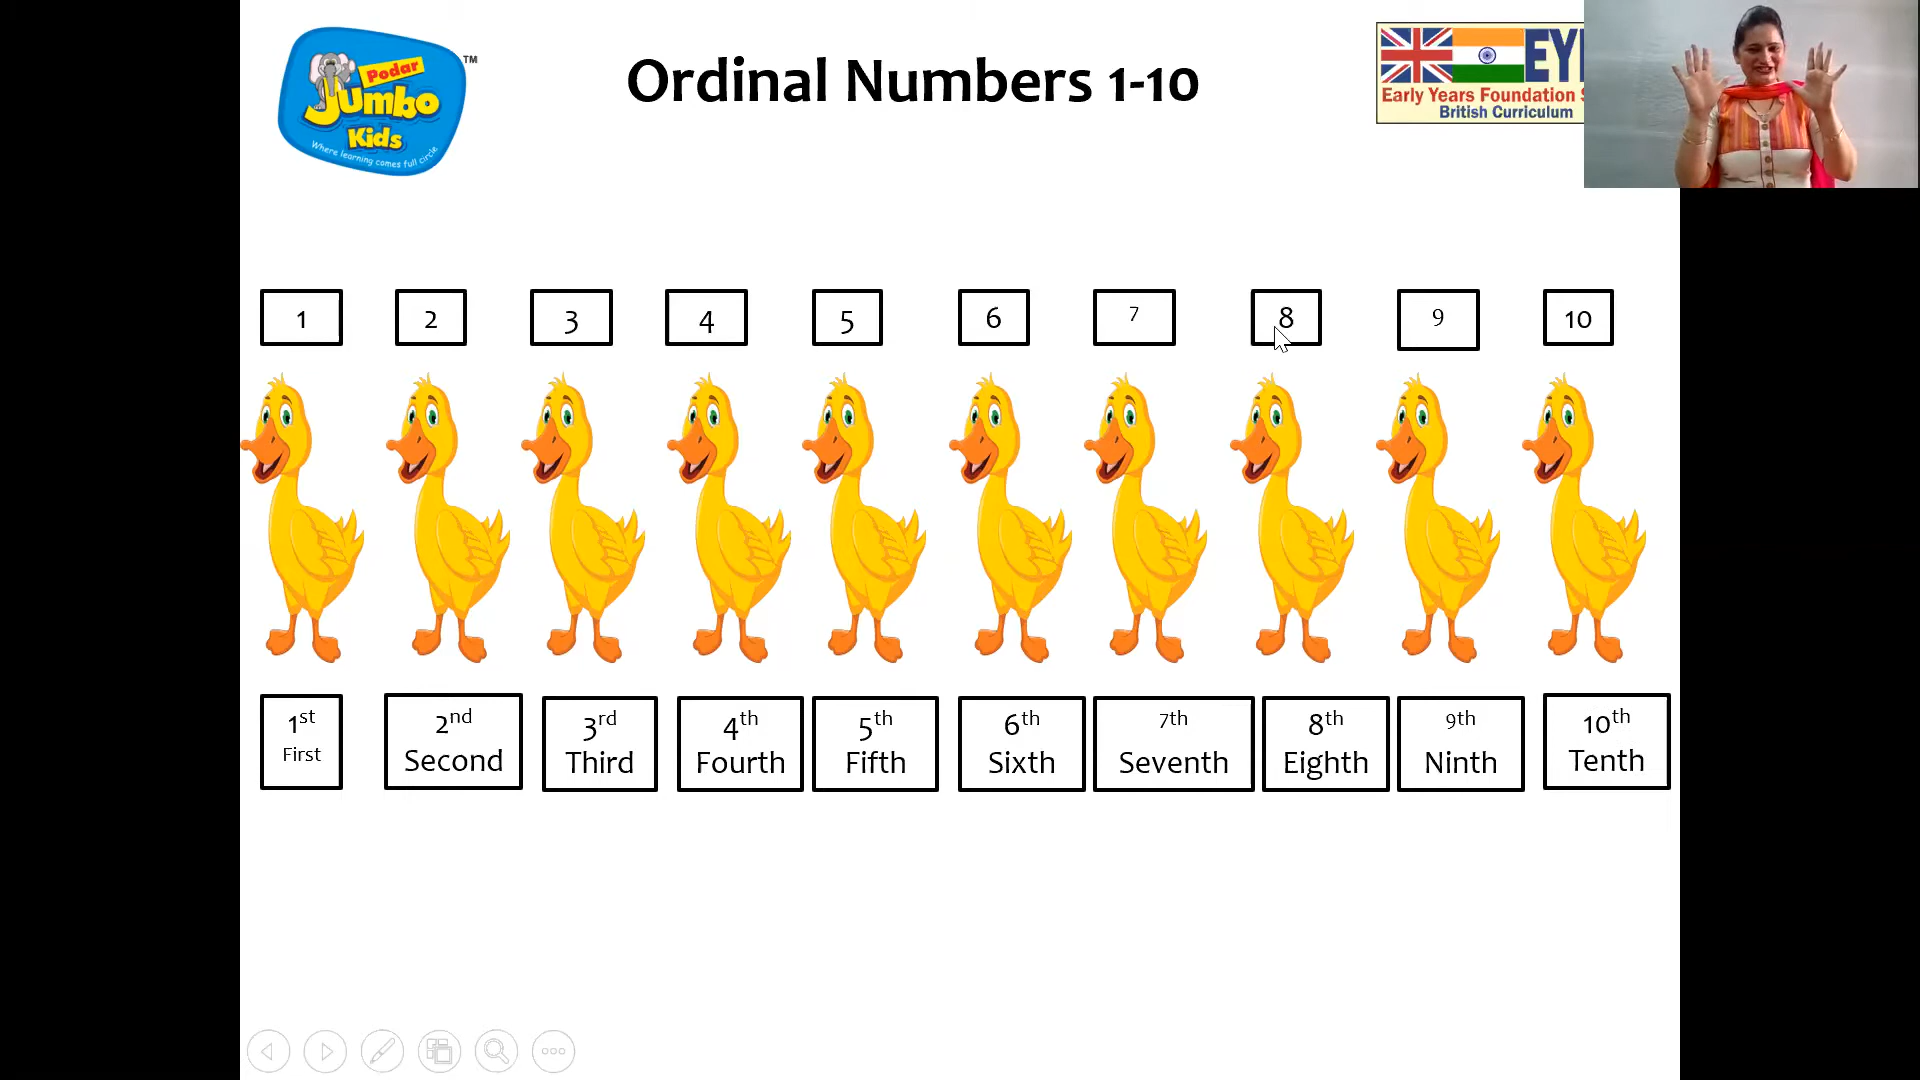 Podar
Jumbo
Kids
TM
Where learning comes full circle
Ordinal Numbers 1-10
Early Years Foundation
British Curriculum
1 2 3 4 5 6 7 8 9 10
1st 2nd 3rd 4th 5th 6th 7th 8th 9th 10th
First Second Third Fourth Fifth Sixth Seventh Eighth Ninth Tenth